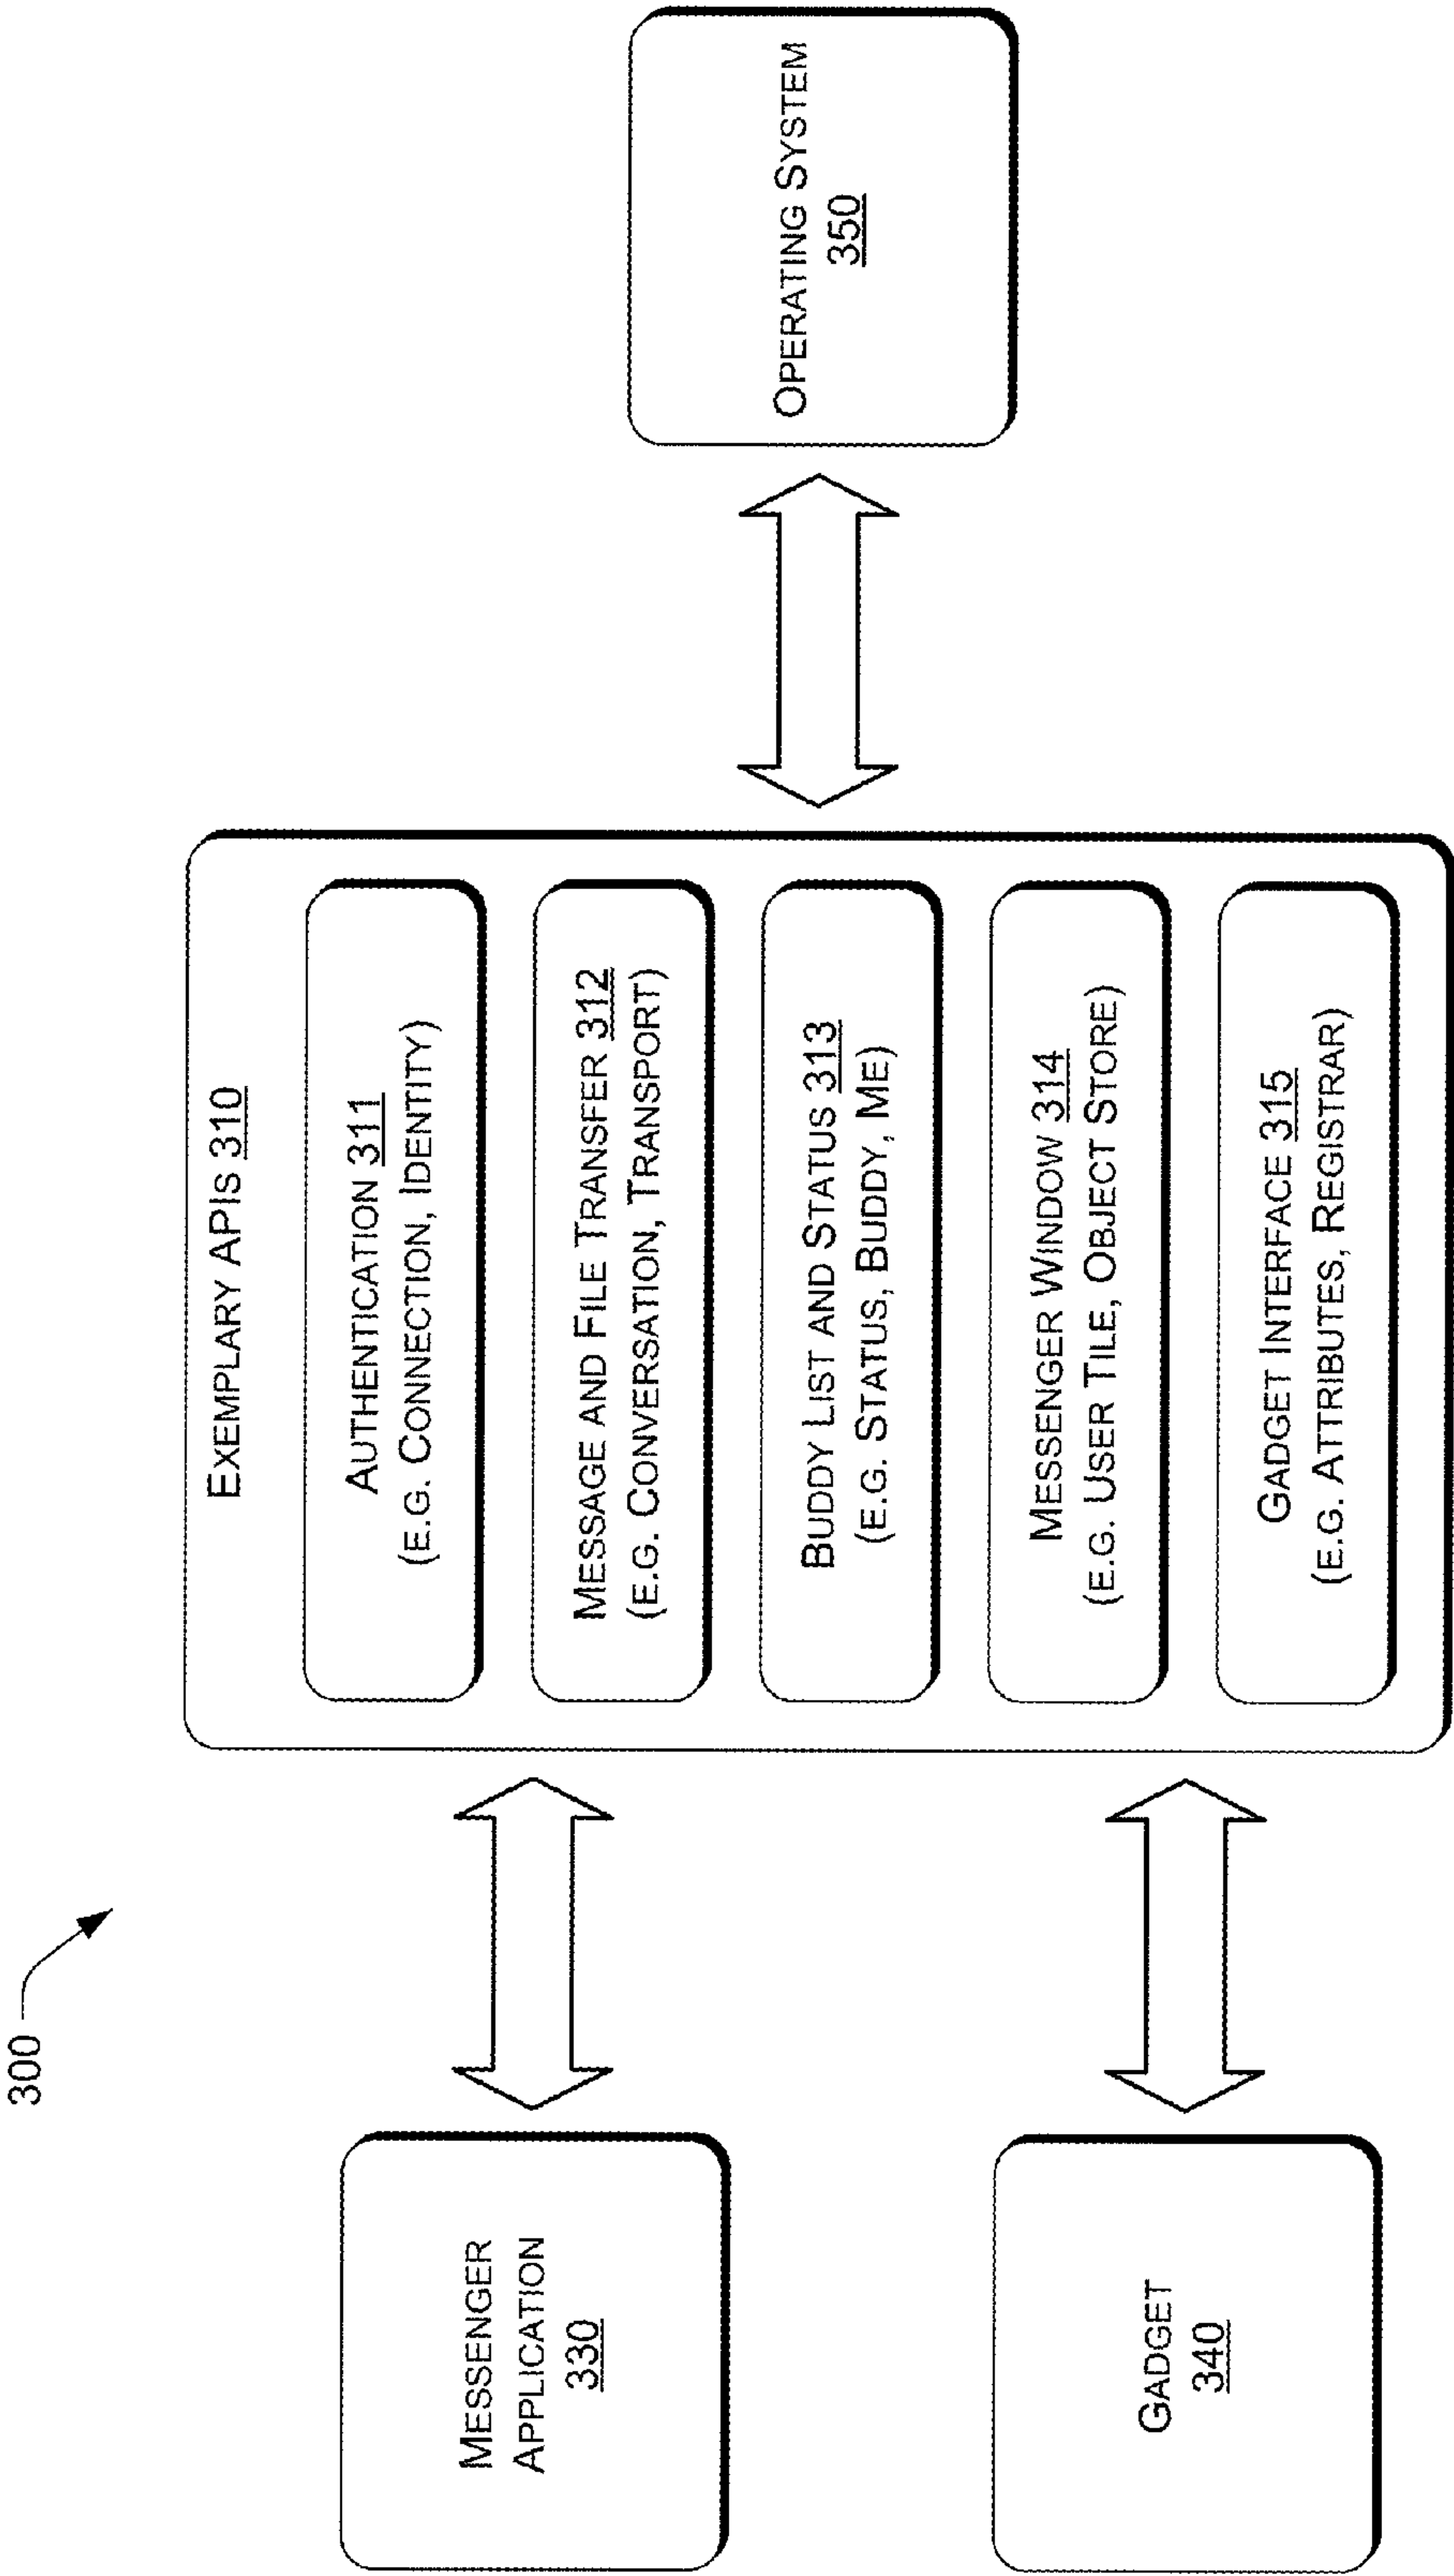 300
EXEMPLARY APIS 310
AUTHENTICATION 311
(E.G. CONNECTION, IDENTITY)
MESSAGE AND FILE TRANSFER 312
(E.G. CONVERSATION, TRANSPORT)
BUDDY LIST AND STATUS 313
(E.G. STATUS, BUDDY, ME)
MESSENGER WINDOW 314
(E.G. USER TILE, OBJECT STORE)
GADGET INTERFACE 315
(E.G. ATTRIBUTES, REGISTRAR)
MESSENGER
APPLICATION
330
GADGET
340
OPERATING SYSTEM
350